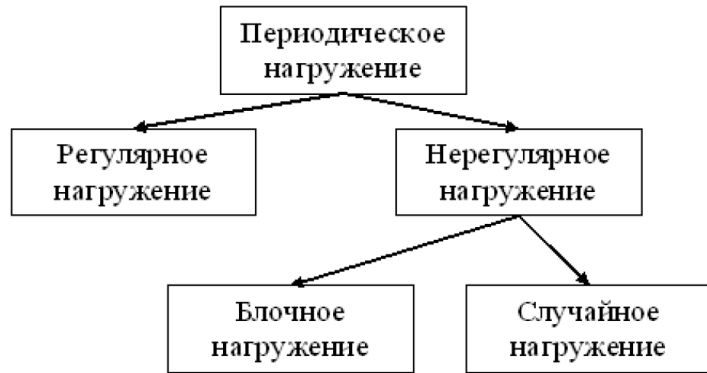 Периодическое
нагружение
Регулярное
нагружение
Нерегулярное
нагружение
Блочное
нагружение
Случайное
нагружение